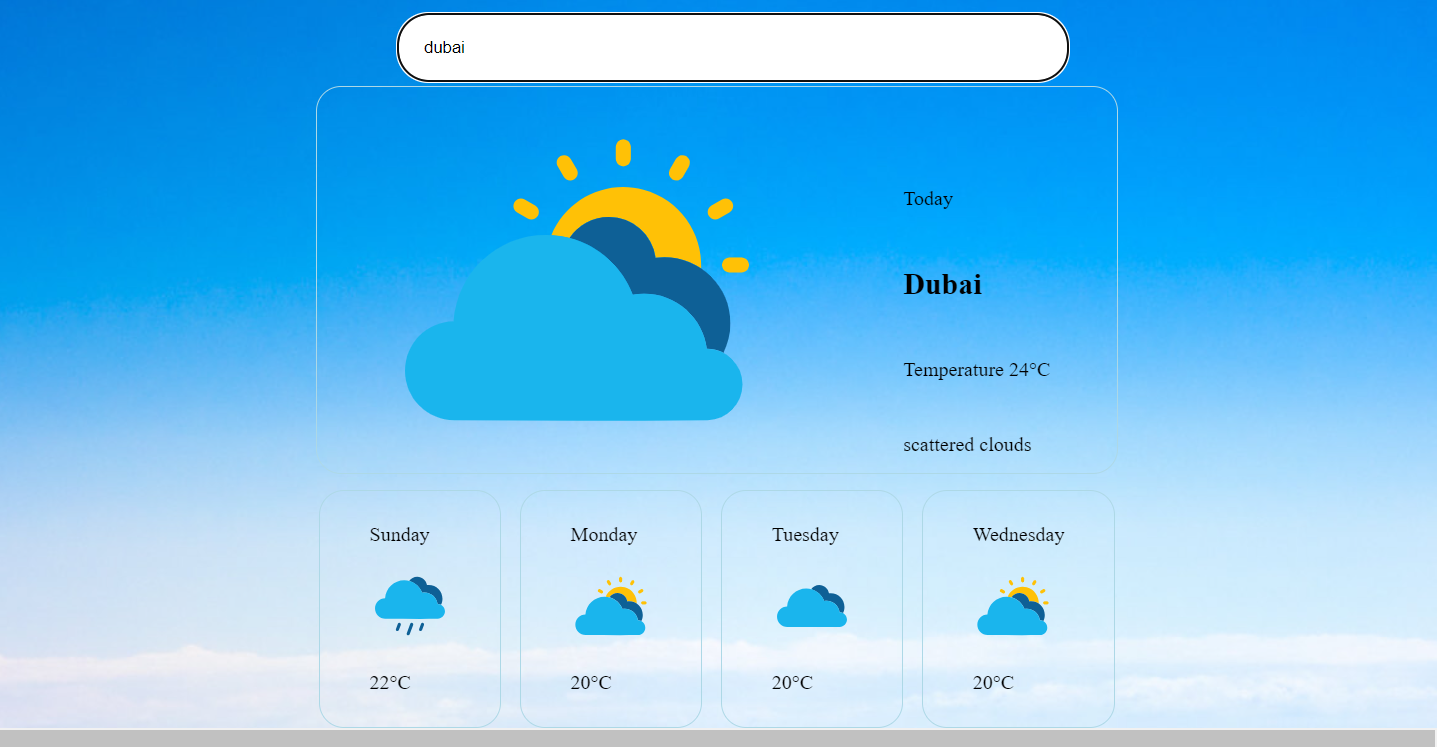 dubai
Today
Dubai
Temperature 24°C
scattered clouds
Sunday
22°C
Monday
20°C
Tuesday
20°C
Wednesday
20°C